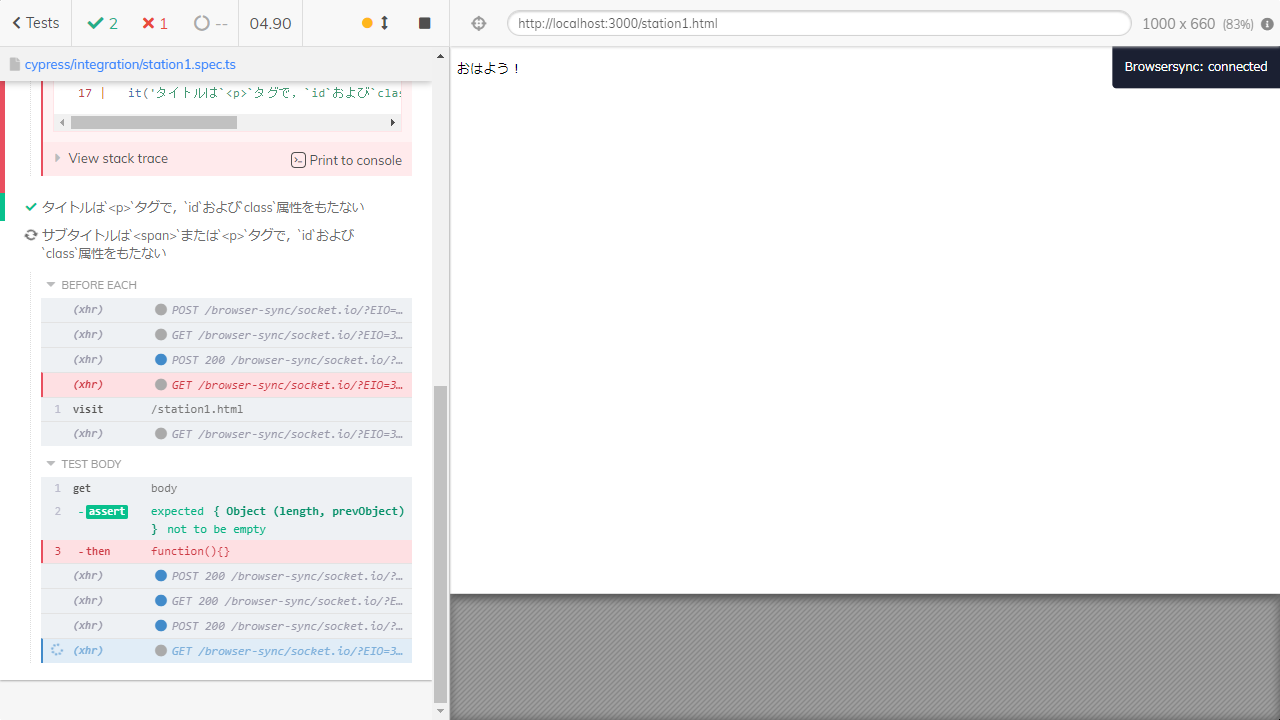 Tests 2 1 -- 04.90
http://localhost:3000/station1.html 1000 x 660 (83%)
cypress/integration/station1.spec.ts
17 | it('タイトルは`<p>`タグで，`id`および`clas
View stack trace Print to console
タイトルは`<p>`タグで，`id`および`class`属性をもたない
サブタイトルは`<span>`または`<p>`タグで，`id`および
`class`属性をもたない
BEFORE EACH
(xhr) POST /browser-sync/socket.io/?EIO=…
(xhr) GET /browser-sync/socket.io/?EIO=3…
(xhr) POST 200 /browser-sync/socket.io/?…
(xhr) GET /browser-sync/socket.io/?EIO=3…
1 visit /station1.html
(xhr) GET /browser-sync/socket.io/?EIO=3…
TEST BODY
1 get body
2 -assert expected { Object (length, prevObject)
} not to be empty
3 -then function(){}
(xhr) POST 200 /browser-sync/socket.io/?…
(xhr) GET 200 /browser-sync/socket.io/?E…
(xhr) POST 200 /browser-sync/socket.io/?…
(xhr) GET /browser-sync/socket.io/?EIO=3…
おはよう！
Browsersync: connected